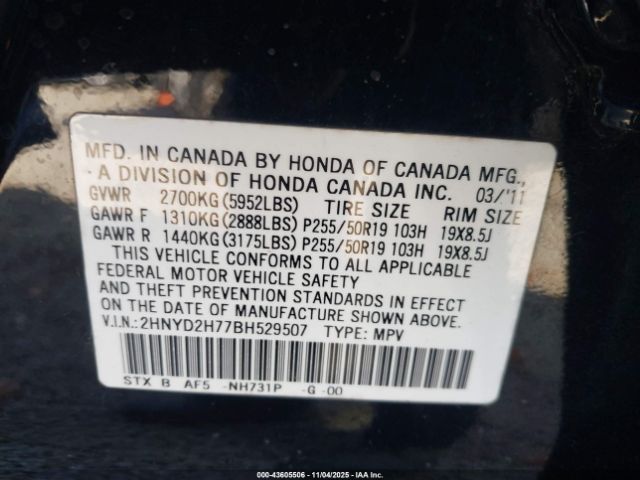 MFD. IN CANADA BY HONDA OF CANADA MFG.,
A DIVISION OF HONDA CANADA INC. 03/'11
GVWR 2700KG(5952LBS) TIRE SIZE RIM SIZE
GAWR F 1310KG(2888LBS) P255/50R19 103H 19X8.5J
GAWR R 1440KG(3175LBS) P255/50R19 103H 19X8.5J
THIS VEHICLE CONFORMS TO ALL APPLICABLE
FEDERAL MOTOR VEHICLE SAFETY
AND THEFT PREVENTION STANDARDS IN EFFECT
ON THE DATE OF MANUFACTURE SHOWN ABOVE.
V.I.N.:2HNYD2H77BH529507 TYPE: MPV
STX B AF5 -NH731P -G -00
000-43605506 - 11/04/2025 - IAAI.COM